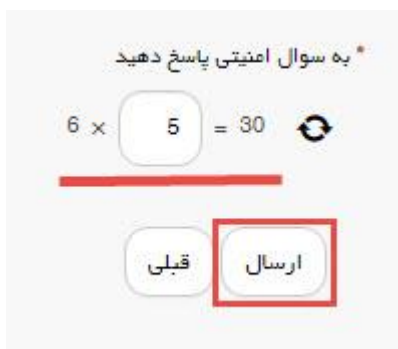 * به سوال امنیتی پاسخ دهید
6 × 5 = 30
ارسال قبلی